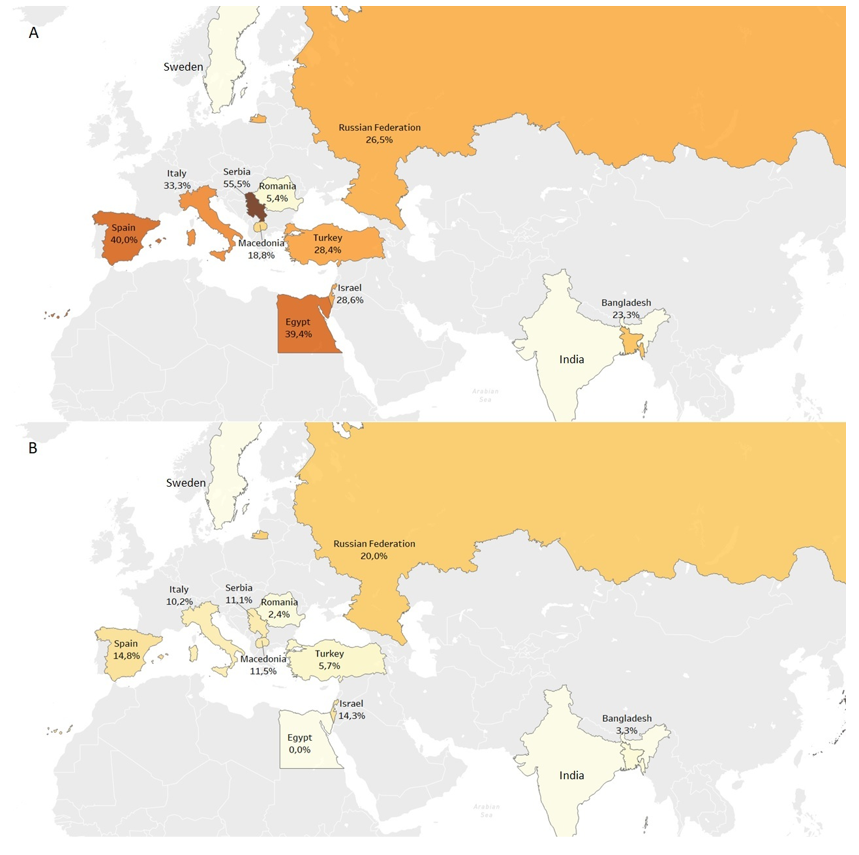 A
Sweden
Russian Federation
26,5%
Italy
33,3%
Serbia
55,5%
Romania
5,4%
Spain
40,0%
Macedonia
18,8%
Turkey
28,4%
Israel
28,6%
Egypt
39,4%
Bangladesh
23,3%
India
Arabian
Sea
B
Sweden
Russian Federation
20,0%
Italy
10,2%
Serbia
11,1%
Romania
2,4%
Spain
14,8%
Macedonia
11,5%
Turkey
5,7%
Israel
14,3%
Egypt
0,0%
Bangladesh
3,3%
India
Arabian
Sea